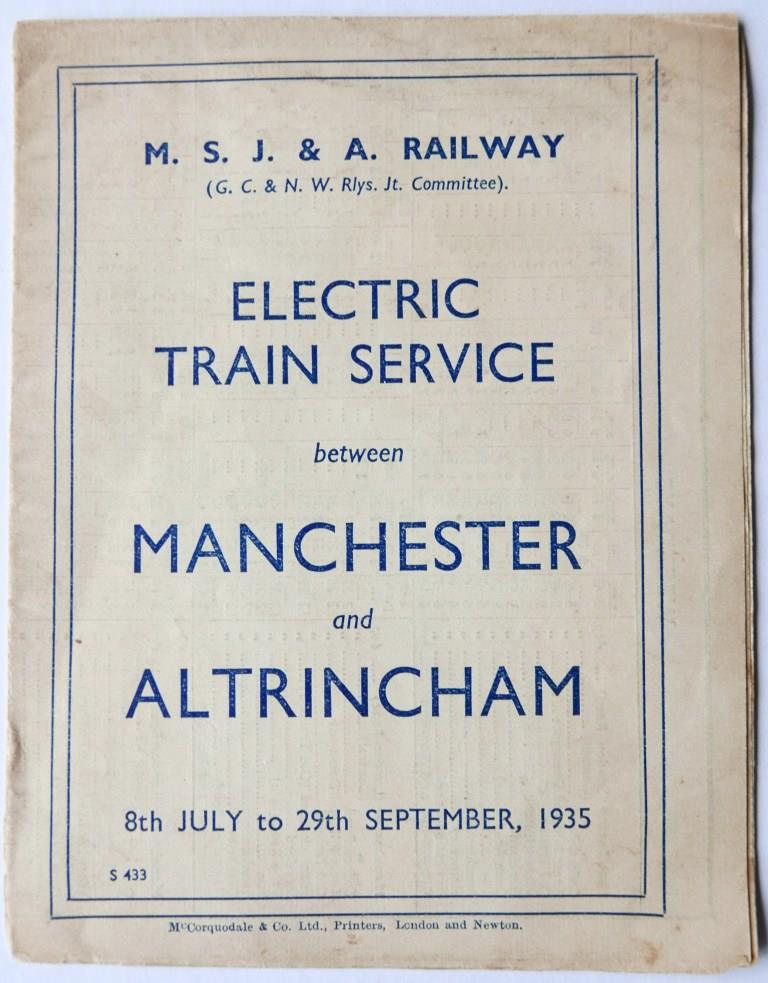 M. S. J. & A. RAILWAY
(G. C. & N. W. Rlys. Jt. Committee).
ELECTRIC
TRAIN SERVICE
between
MANCHESTER
and
ALTRINCHAM
8th JULY to 29th SEPTEMBER, 1935
S 433
McCorquodale & Co. Ltd., Printers, London and Newton.